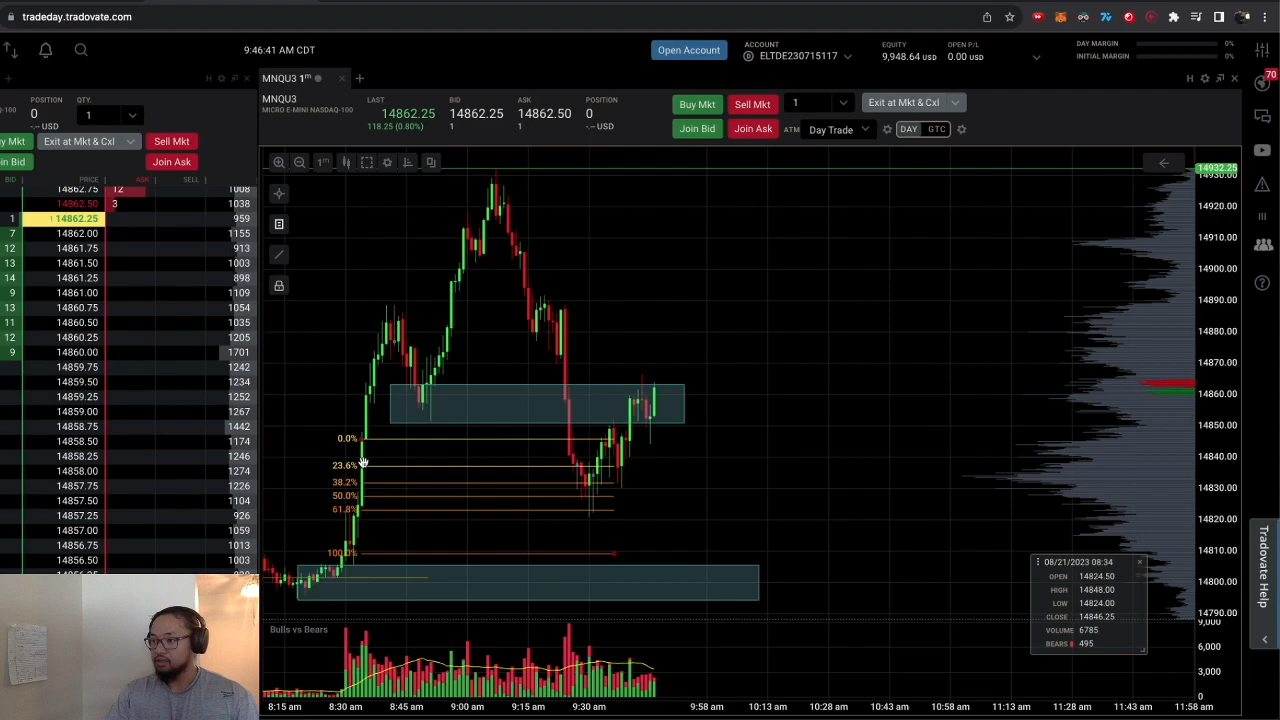 tradeday.tradovate.com
9:46:41 AM CDT
Open Account
ACCOUNT
ELTDE230715117
EQUITY
9,948.64 USD
OPEN P/L
0.00 USD
DAY MARGIN 0%
INITIAL MARGIN 0%
MNQU3 1m
H
POSITION
0
-.-- USD
QTY.
1
Exit at Mkt & Cxl
Sell Mkt
Join Ask
MNQU3
MICRO E-MINI NASDAQ-100
LAST
14862.25
118.25 (0.80%)
BID
14862.25
1
ASK
14862.50
1
POSITION
0
-.-- USD
Buy Mkt
Sell Mkt
1
Exit at Mkt & Cxl
Join Bid
Join Ask
ATM
Day Trade
DAY
GTC
BID PRICE ASK SELL
14862.75 12 1008
14862.50 3 1038
1 14862.25 959
7 14862.00 1155
12 14861.75 913
13 14861.50 1003
14 14861.25 898
9 14861.00 1109
13 14860.75 1054
11 14860.50 1035
12 14860.25 1205
9 14860.00 1701
14859.75 1242
14859.50 1234
14859.25 1252
14859.00 1267
14858.75 1442
14858.50 1174
14858.25 1246
14858.00 1274
14857.75 1226
14857.50 1104
14857.25 926
14857.00 1059
14856.75 1013
14856.50 1003
1m
0.0%
23.6%
38.2%
50.0%
61.8%
100.0%
14932.25
14930.00
14920.00
14910.00
14900.00
14890.00
14880.00
14870.00
14860.00
14850.00
14840.00
14830.00
14820.00
14810.00
14800.00
14790.00
08/21/2023 08:34
OPEN 14824.50
HIGH 14848.00
LOW 14824.00
CLOSE 14846.25
VOLUME 6785
BEARS 495
Bulls vs Bears
9,000
6,000
3,000
0
8:15 am
8:30 am
8:45 am
9:00 am
9:15 am
9:30 am
9:58 am
10:13 am
10:28 am
10:43 am
10:58 am
11:13 am
11:28 am
11:43 am
11:58 am
70
Tradovate Help